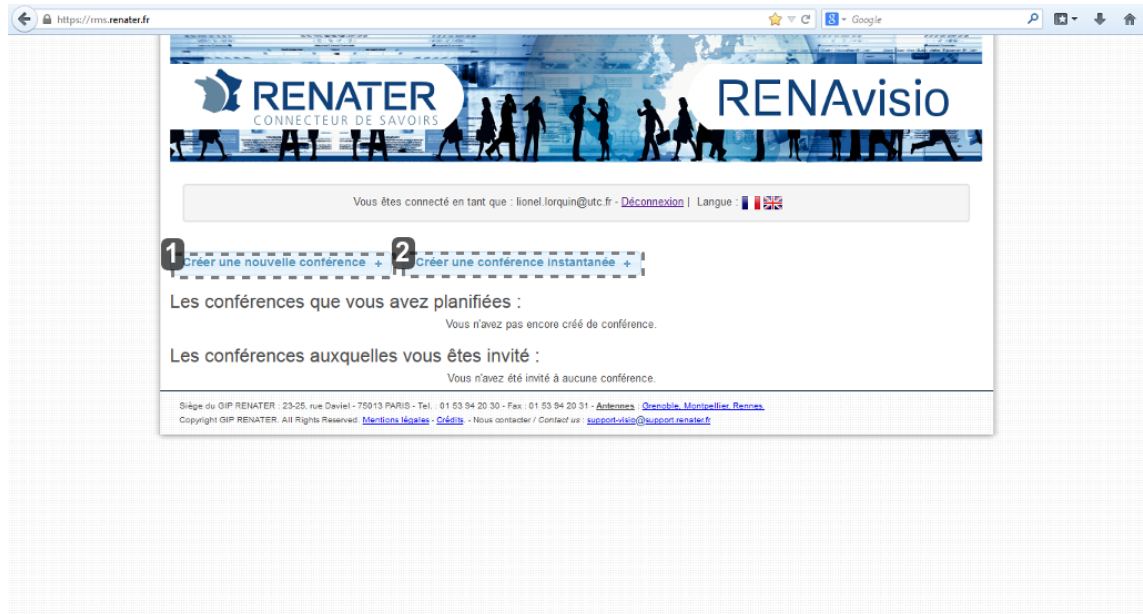 https://rms.renater.fr
Google
RENATER
CONNECTEUR DE SAVOIRS
RENAvisio
Vous êtes connecté en tant que : lionel.lorquin@utc.fr - Déconnexion | Langue :
1 Créer une nouvelle conférence + 2 Créer une conférence instantanée +
Les conférences que vous avez planifiées :
Vous n'avez pas encore créé de conférence.
Les conférences auxquelles vous êtes invité :
Vous n'avez été invité à aucune conférence.
Siège du GIP RENATER : 23-25, rue Daviel - 75013 PARIS - Tel. : 01 53 94 20 30 - Fax : 01 53 94 20 31 - Antennes : Grenoble, Montpellier, Rennes.
Copyright GIP RENATER. All Rights Reserved. Mentions légales - Crédits. - Nous contacter / Contact us : support-visio@support.renater.fr